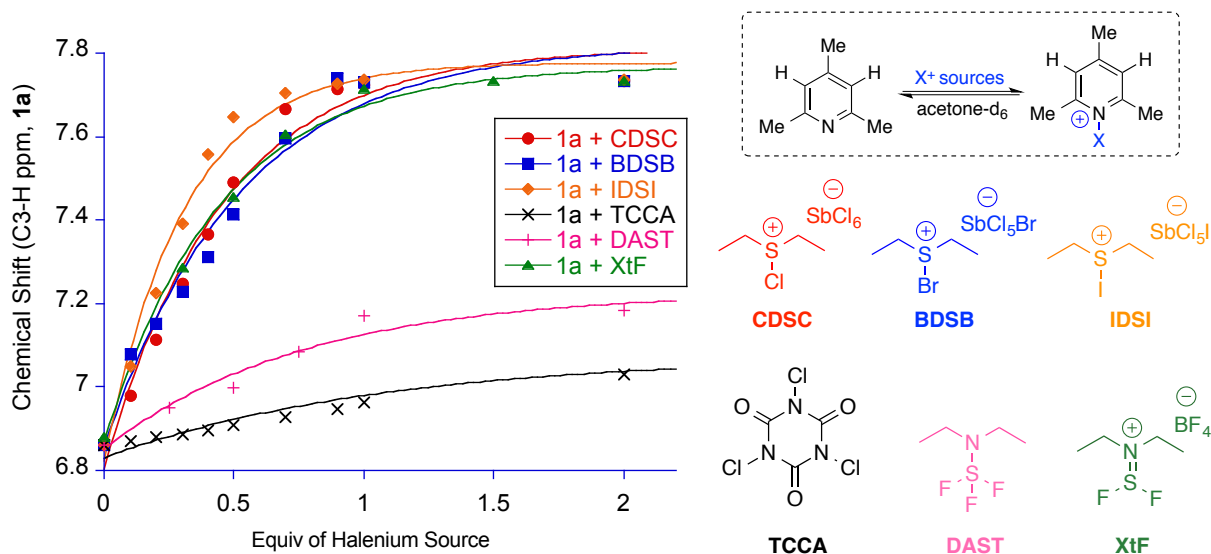 Chemical Shift (C3-H ppm, 1a)
7.8
7.6
7.4
7.2
7
6.8
0
0.5
1
1.5
2
Equiv of Halenium Source
1a + CDSC
1a + BDSB
1a + IDSI
1a + TCCA
1a + DAST
1a + XtF
Me
H
H
Me
N
Me
X+ sources
acetone-d6
Me
H
H
Me
N
Me
⊕
X
⊖
SbCl6
⊕
S
Cl
CDSC
⊖
SbCl5Br
⊕
S
Br
BDSB
⊖
SbCl5I
⊕
S
I
IDSI
Cl
O
N
O
Cl
N
N
Cl
O
TCCA
N
S
F
F
F
DAST
⊖
BF4
⊕
N
S
F
F
XtF